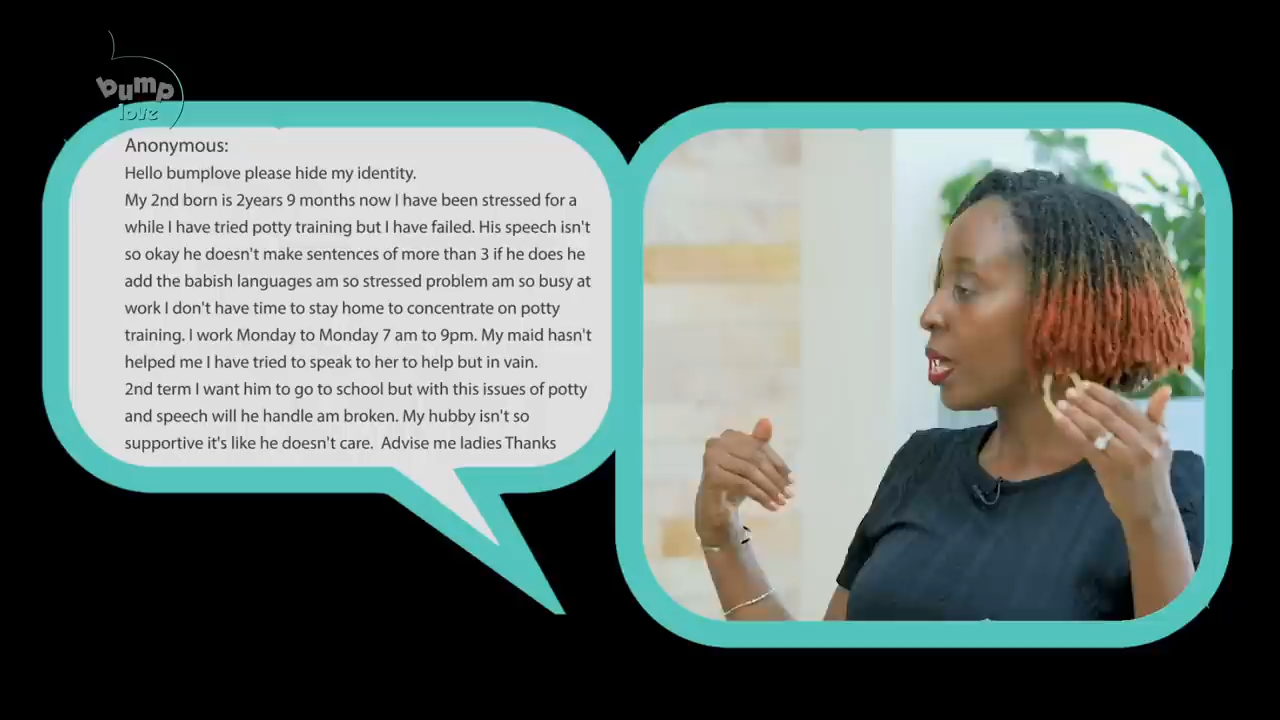 bump
love
Anonymous:
Hello bumplove please hide my identity.
My 2nd born is 2years 9 months now I have been stressed for a
while I have tried potty training but I have failed. His speech isn't
so okay he doesn't make sentences of more than 3 if he does he
add the babish languages am so stressed problem am so busy at
work I don't have time to stay home to concentrate on potty
training. I work Monday to Monday 7 am to 9pm. My maid hasn't
helped me I have tried to speak to her to help but in vain.
2nd term I want him to go to school but with this issues of potty
and speech will he handle am broken. My hubby isn't so
supportive it's like he doesn't care.  Advise me ladies Thanks